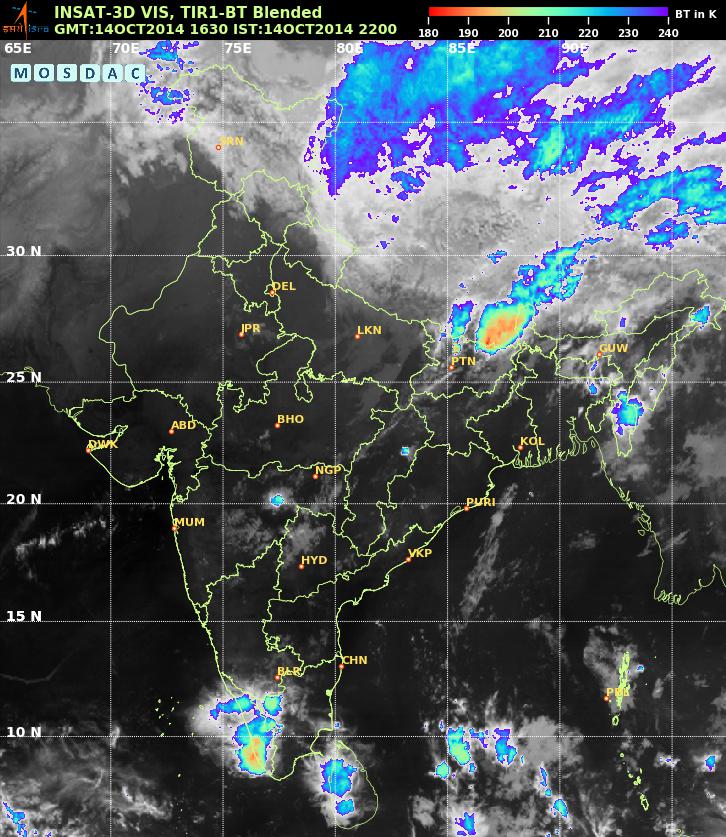 INSAT-3D VIS, TIR1-BT Blended
GMT:14OCT2014 1630 IST:14OCT2014 2200
BT in K
180 190 200 210 220 230 240
65E 70E 75E 80E 85E 90E
M O S D A C
SRN
30 N
DEL
JPR LKN
GUW
PTN
25 N
ABD BHO
DWK KOL
NGP
20 N PURI
MUM
HYD VKP
15 N
BLR CHN
PBL
10 N